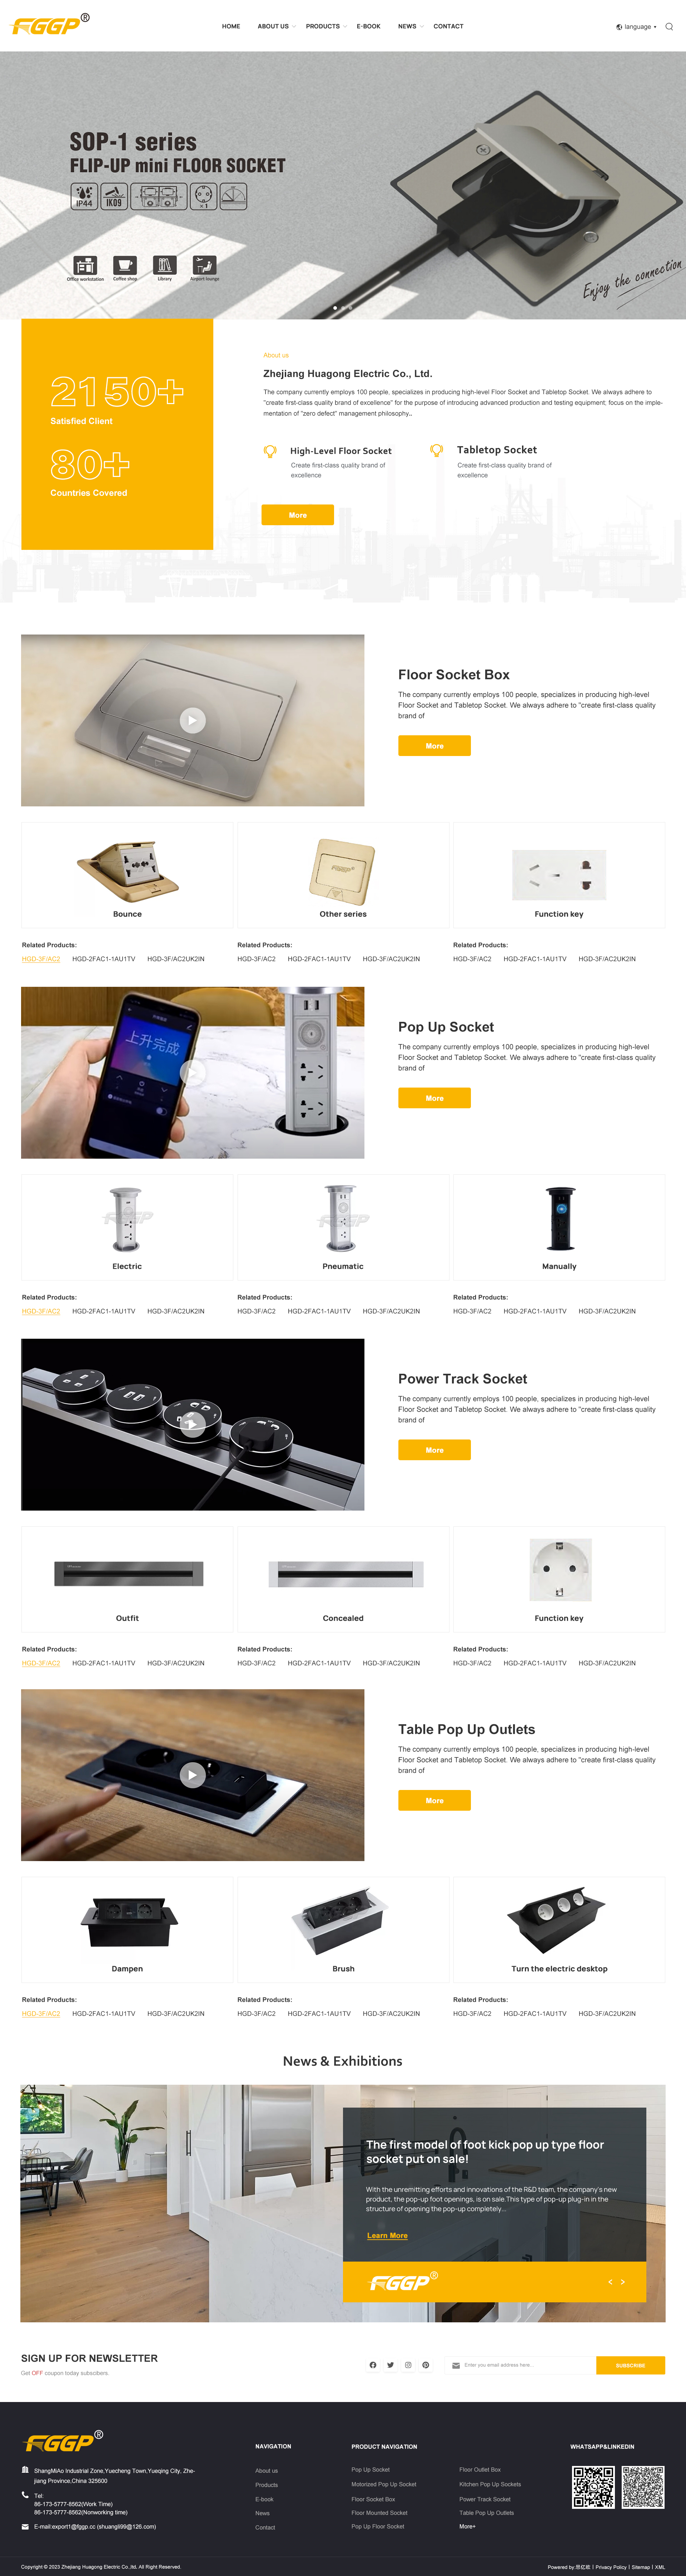 FGGP®
HOME
ABOUT US
PRODUCTS
E-BOOK
NEWS
CONTACT
language
SOP-1 series
FLIP-UP mini FLOOR SOCKET
IP44
IK09
×1
Office workstation
Coffee shop
Library
Airport lounge
Enjoy the connection
2150+
Satisfied Client
80+
Countries Covered
About us
Zhejiang Huagong Electric Co., Ltd.
The company currently employs 100 people, specializes in producing high-level Floor Socket and Tabletop Socket. We always adhere to
"create first-class quality brand of excellence" for the purpose of introducing advanced production and testing equipment, focus on the imple-
mentation of "zero defect" management philosophy..
High-Level Floor Socket
Create first-class quality brand of
excellence
Tabletop Socket
Create first-class quality brand of
excellence
More
Floor Socket Box
The company currently employs 100 people, specializes in producing high-level
Floor Socket and Tabletop Socket. We always adhere to "create first-class quality
brand of
More
Bounce
Other series
Function key
Related Products:
HGD-3F/AC2 HGD-2FAC1-1AU1TV HGD-3F/AC2UK2IN
Related Products:
HGD-3F/AC2 HGD-2FAC1-1AU1TV HGD-3F/AC2UK2IN
Related Products:
HGD-3F/AC2 HGD-2FAC1-1AU1TV HGD-3F/AC2UK2IN
上升完成
Pop Up Socket
The company currently employs 100 people, specializes in producing high-level
Floor Socket and Tabletop Socket. We always adhere to "create first-class quality
brand of
More
FGGP
Electric
FGGP
Pneumatic
Manually
Related Products:
HGD-3F/AC2 HGD-2FAC1-1AU1TV HGD-3F/AC2UK2IN
Related Products:
HGD-3F/AC2 HGD-2FAC1-1AU1TV HGD-3F/AC2UK2IN
Related Products:
HGD-3F/AC2 HGD-2FAC1-1AU1TV HGD-3F/AC2UK2IN
Power Track Socket
The company currently employs 100 people, specializes in producing high-level
Floor Socket and Tabletop Socket. We always adhere to "create first-class quality
brand of
More
Outfit
Concealed
Function key
Related Products:
HGD-3F/AC2 HGD-2FAC1-1AU1TV HGD-3F/AC2UK2IN
Related Products:
HGD-3F/AC2 HGD-2FAC1-1AU1TV HGD-3F/AC2UK2IN
Related Products:
HGD-3F/AC2 HGD-2FAC1-1AU1TV HGD-3F/AC2UK2IN
Table Pop Up Outlets
The company currently employs 100 people, specializes in producing high-level
Floor Socket and Tabletop Socket. We always adhere to "create first-class quality
brand of
More
Dampen
Brush
Turn the electric desktop
Related Products:
HGD-3F/AC2 HGD-2FAC1-1AU1TV HGD-3F/AC2UK2IN
Related Products:
HGD-3F/AC2 HGD-2FAC1-1AU1TV HGD-3F/AC2UK2IN
Related Products:
HGD-3F/AC2 HGD-2FAC1-1AU1TV HGD-3F/AC2UK2IN
News & Exhibitions
The first model of foot kick pop up type floor
socket put on sale!
With the unremitting efforts and innovations of the R&D team, the company's new
product, the pop-up foot openings, is on sale.This type of pop-up plug-in in the
structure of opening the pop-up completely...
Learn More
FGGP®
< >
SIGN UP FOR NEWSLETTER
Get OFF coupon today subscibers.
Enter you email address here...
SUBSCRIBE
FGGP®
ShangMiAo Industrial Zone,Yuecheng Town,Yueqing City, Zhe-
jiang Province,China 325600
Tel:
86-173-5777-8562(Work Time)
86-173-5777-8562(Nonworking time)
E-mail:export1@fggp.cc (shuangli99@126.com)
NAVIGATION
About us
Products
E-book
News
Contact
PRODUCT NAVIGATION
Pop Up Socket
Motorized Pop Up Socket
Floor Socket Box
Floor Mounted Socket
Pop Up Floor Socket
Floor Outlet Box
Kitchen Pop Up Sockets
Power Track Socket
Table Pop Up Outlets
More+
WHATSAPP&LINKEDIN
Copyright © 2023 Zhejiang Huagong Electric Co.,ltd, All Right Reserved.
Powered by:思亿欧 | Privacy Policy | Sitemap | XML